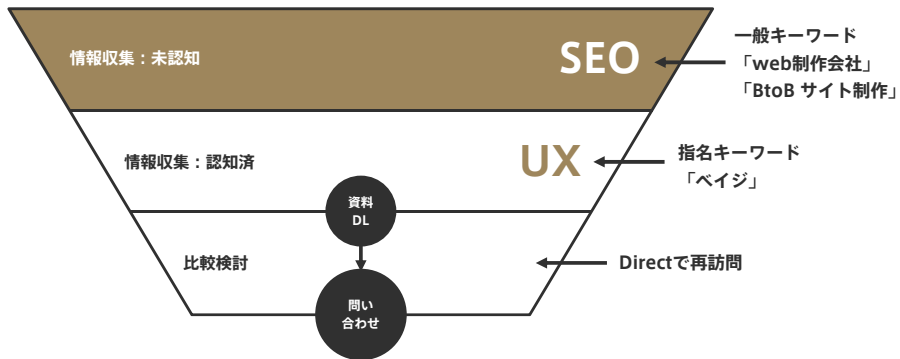 情報収集：未認知
SEO
一般キーワード
「web制作会社」
「BtoB サイト制作」
情報収集：認知済
UX
指名キーワード
「ベイジ」
資料
DL
比較検討
Directで再訪問
問い
合わせ